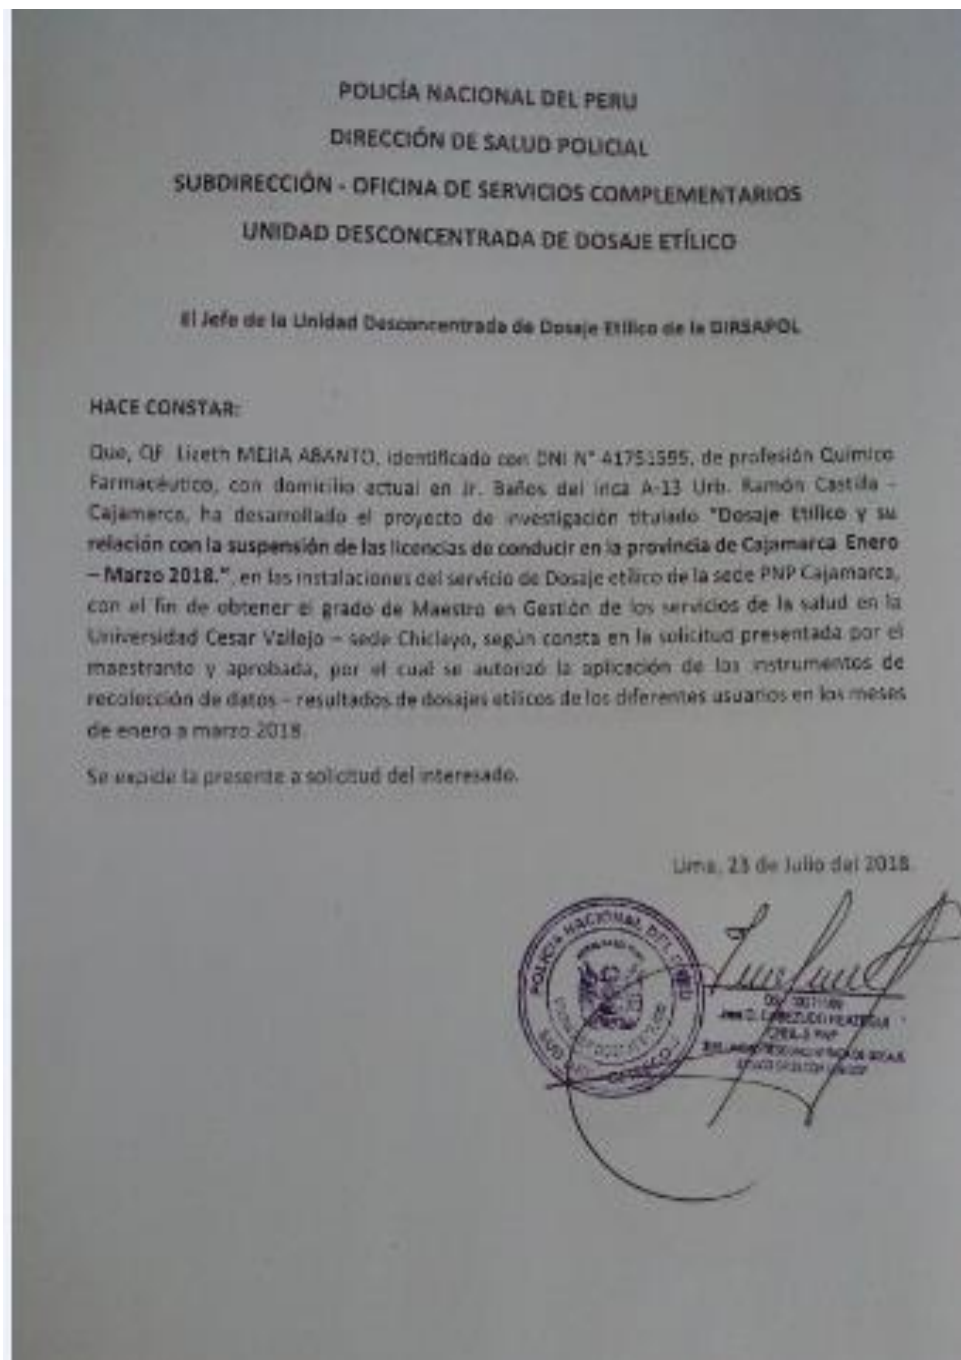 POLICÍA NACIONAL DEL PERU
DIRECCIÓN DE SALUD POLICIAL
SUBDIRECCIÓN - OFICINA DE SERVICIOS COMPLEMENTARIOS
UNIDAD DESCONCENTRADA DE DOSAJE ETÍLICO
El Jefe de la Unidad Desconcentrada de Dosaje Etílico de la DIRSAPOL
HACE CONSTAR:
Que, QF Lizeth MEJIA ABANTO, identificado con DNI N° 41751595, de profesión Químico
Farmacéutico, con domicilio actual en Jr. Baños del Inca A-13 Urb. Ramón Castilla –
Cajamarca, ha desarrollado el proyecto de investigación titulado "Dosaje Etílico y su
relación con la suspensión de las licencias de conducir en la provincia de Cajamarca Enero
– Marzo 2018.", en las instalaciones del servicio de Dosaje etílico de la sede PNP Cajamarca,
con el fin de obtener el grado de Maestro en Gestión de los servicios de la salud en la
Universidad Cesar Vallejo – sede Chiclayo, según consta en la solicitud presentada por el
maestrante y aprobada, por el cual se autorizó la aplicación de los instrumentos de
recolección de datos – resultados de dosajes etílicos de los diferentes usuarios en los meses
de enero a marzo 2018.
Se expide la presente a solicitud del interesado.
Lima, 23 de Julio del 2018.
POLICÍA NACIONAL DEL PERÚ